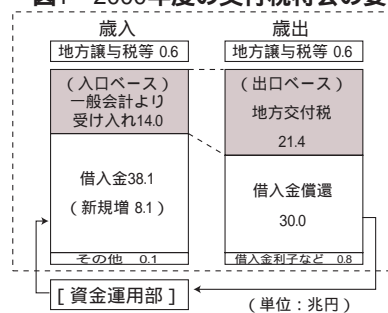 図1 2000年度の交付税特会の姿
歳入
歳出
地方譲与税等 0.6
地方譲与税等 0.6
（入口ベース）
一般会計より
受け入れ14.0
（出口ベース）
地方交付税
21.4
借入金38.1
（新規増 8.1）
借入金償還
30.0
その他 0.1
借入金利子など 0.8
[ 資金運用部 ]
（単位：兆円）